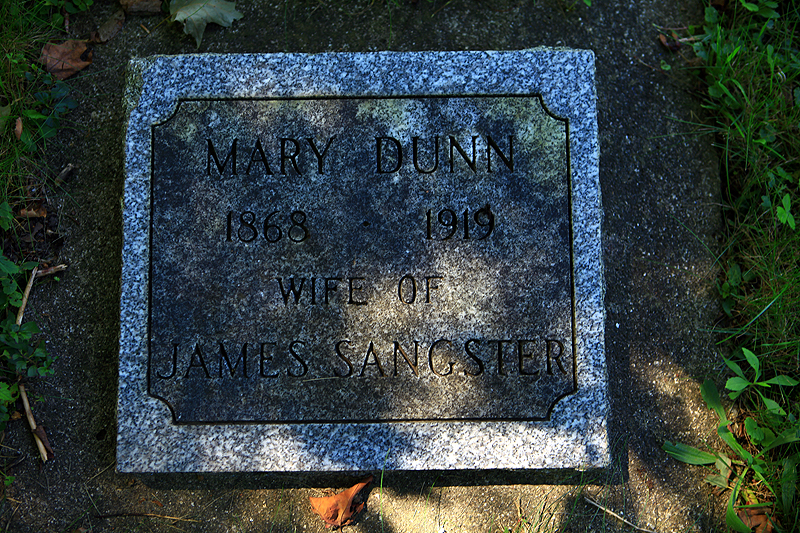 MARY DUNN
1868 · 1919
WIFE OF
JAMES SANGSTER